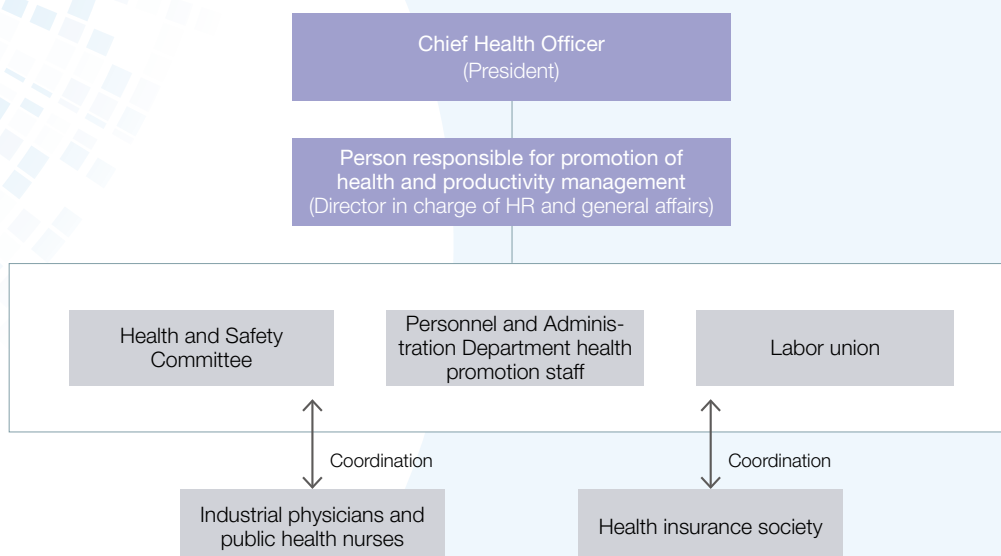 Chief Health Officer
(President)
Person responsible for promotion of
health and productivity management
(Director in charge of HR and general affairs)
Health and Safety
Committee
Personnel and Adminis-
tration Department health
promotion staff
Labor union
Coordination
Coordination
Industrial physicians and
public health nurses
Health insurance society